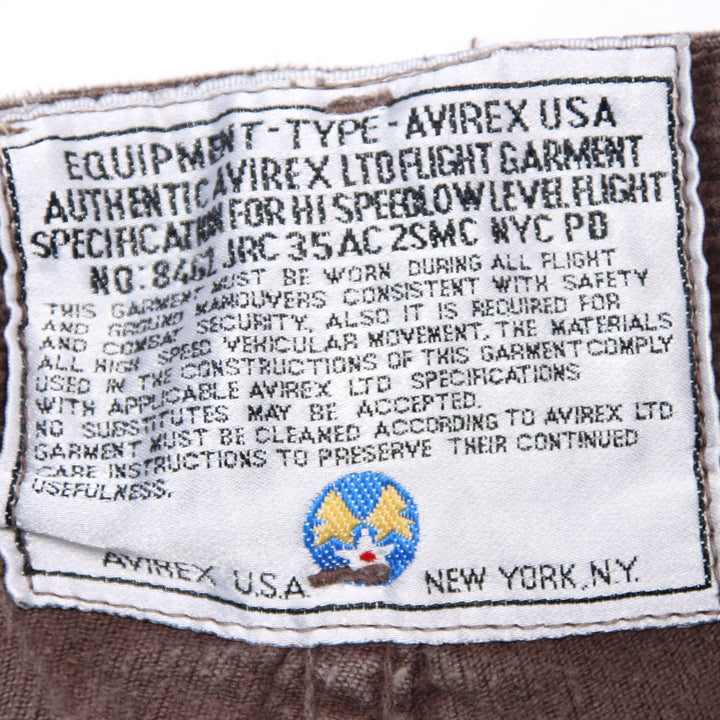 EQUIPMENT-TYPE-AVIREX USA
AUTHENTIC AVIREX LTD FLIGHT GARMENT
SPECIFICATION FOR HI SPEED LOW LEVEL FLIGHT
NO:84G2 JRC 35 AC 2SMC NYC PD
THIS GARMENT MUST BE WORN DURING ALL FLIGHT
AND GROUND MANOUVERS CONSISTENT WITH SAFETY
AND COMBAT SECURITY. ALSO IT IS REQUIRED FOR
ALL HIGH SPEED VEHICULAR MOVEMENT. THE MATERIALS
USED IN THE CONSTRUCTIONS OF THIS GARMENT COMPLY
WITH APPLICABLE AVIREX LTD SPECIFICATIONS
NO SUBSTITUTES MAY BE ACCEPTED.
GARMENT MUST BE CLEANED ACCORDING TO AVIREX LTD
CARE INSTRUCTIONS TO PRESERVE THEIR CONTINUED
USEFULNESS.
AVIREX U.S.A. NEW YORK, N.Y.